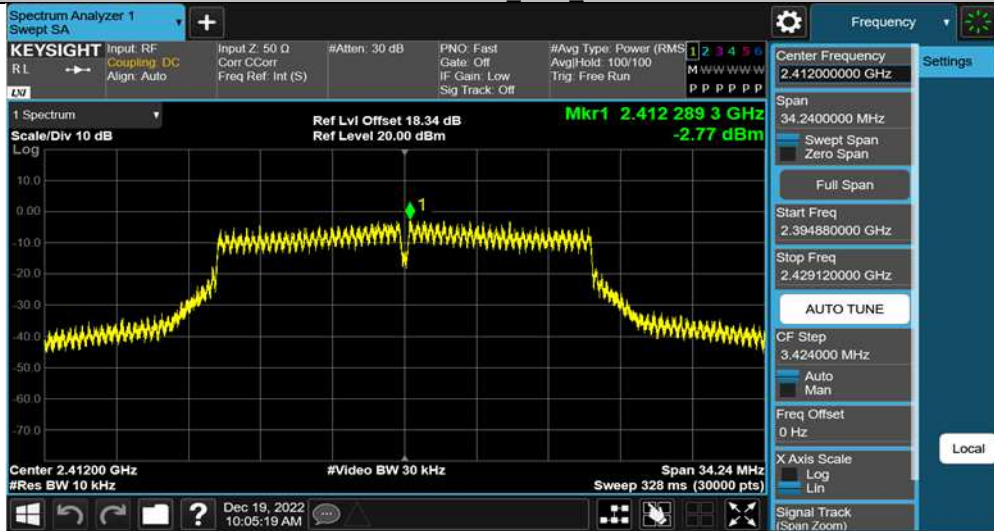 Spectrum Analyzer 1
Swept SA
+
Frequency
KEYSIGHT
RL
LXI
Input: RF
Coupling: DC
Align: Auto
Input Z: 50 Ω
Corr CCorr
Freq Ref: Int (S)
#Atten: 30 dB
PNO: Fast
Gate: Off
IF Gain: Low
Sig Track: Off
#Avg Type: Power (RMS
Avg|Hold: 100/100
Trig: Free Run
1 2 3 4 5 6
M W W W W W
P P P P P P
1 Spectrum
Scale/Div 10 dB
Log
Ref Lvl Offset 18.34 dB
Ref Level 20.00 dBm
Mkr1 2.412 289 3 GHz
-2.77 dBm
10.0
0.00
-10.0
-20.0
-30.0
-40.0
-50.0
-60.0
-70.0
1
Center 2.41200 GHz
#Res BW 10 kHz
#Video BW 30 kHz
Span 34.24 MHz
Sweep 328 ms (30000 pts)
Center Frequency
2.412000000 GHz
Span
34.2400000 MHz
Swept Span
Zero Span
Full Span
Start Freq
2.394880000 GHz
Stop Freq
2.429120000 GHz
AUTO TUNE
CF Step
3.424000 MHz
Auto
Man
Freq Offset
0 Hz
X Axis Scale
Log
Lin
Signal Track
(Span Zoom)
Settings
Local
?
Dec 19, 2022
10:05:19 AM